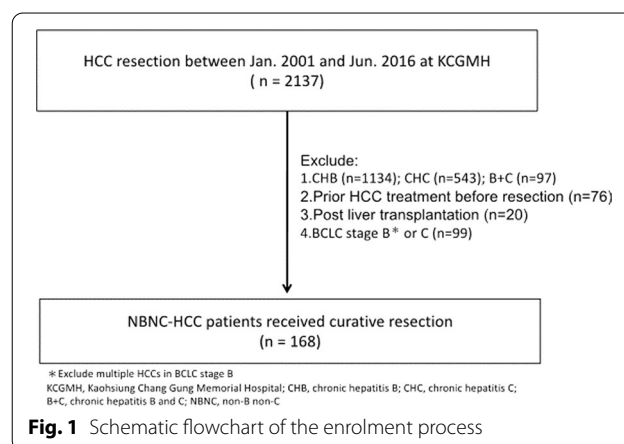 HCC resection between Jan. 2001 and Jun. 2016 at KCGMH
( n = 2137)
Exclude:
1.CHB (n=1134); CHC (n=543); B+C (n=97)
2.Prior HCC treatment before resection (n=76)
3.Post liver transplantation (n=20)
4.BCLC stage B* or C (n=99)
NBNC-HCC patients received curative resection
(n = 168)
*Exclude multiple HCCs in BCLC stage B
KCGMH, Kaohsiung Chang Gung Memorial Hospital; CHB, chronic hepatitis B; CHC, chronic hepatitis C;
B+C, chronic hepatitis B and C; NBNC, non-B non-C
Fig. 1 Schematic flowchart of the enrolment process